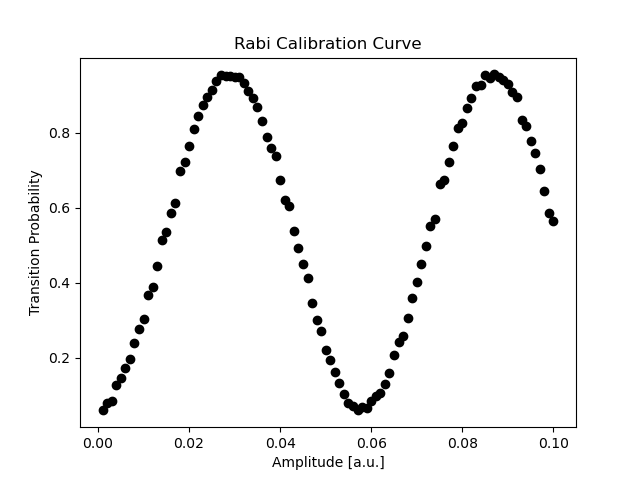 Rabi Calibration Curve
Transition Probability
0.8
0.6
0.4
0.2
0.00 0.02 0.04 0.06 0.08 0.10
Amplitude [a.u.]